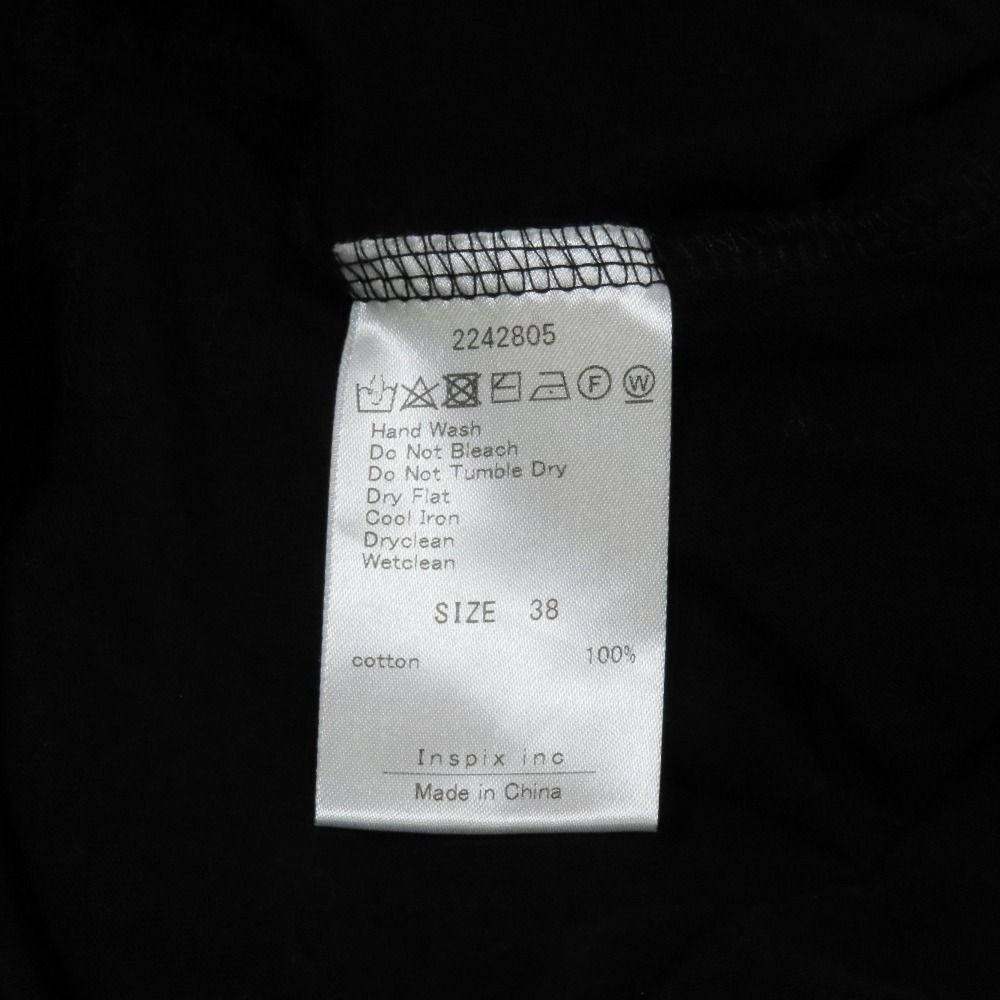 2242805
F W
Hand Wash
Do Not Bleach
Do Not Tumble Dry
Dry Flat
Cool Iron
Dryclean
Wetclean
SIZE 38
cotton 100%
Inspix inc
Made in China